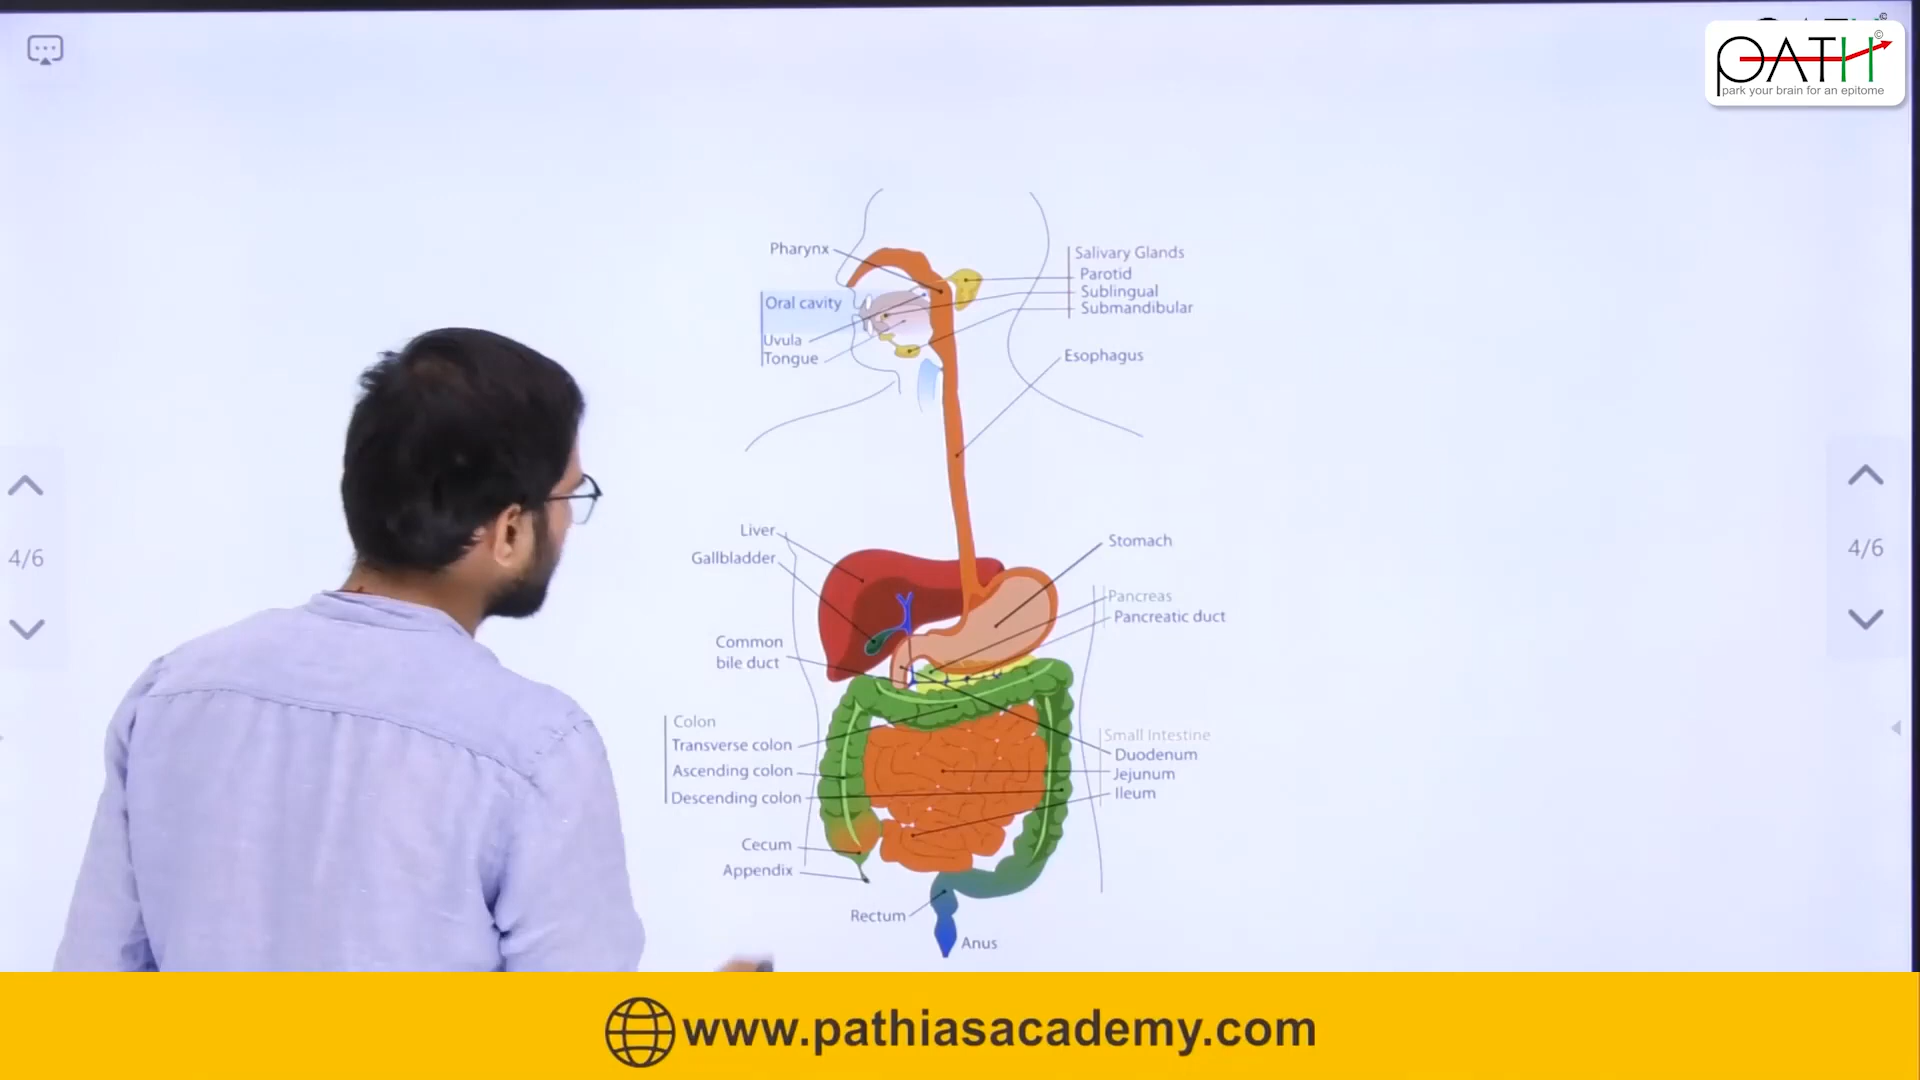 PATH
©
park your brain for an epitome
Pharynx
Salivary Glands
Parotid
Sublingual
Submandibular
Oral cavity
Uvula
Tongue
Esophagus
Liver
Gallbladder
Stomach
Pancreas
Pancreatic duct
Common
bile duct
Colon
Transverse colon
Ascending colon
Descending colon
Small Intestine
Duodenum
Jejunum
Ileum
Cecum
Appendix
Rectum
Anus
4/6
4/6
www.pathiasacademy.com